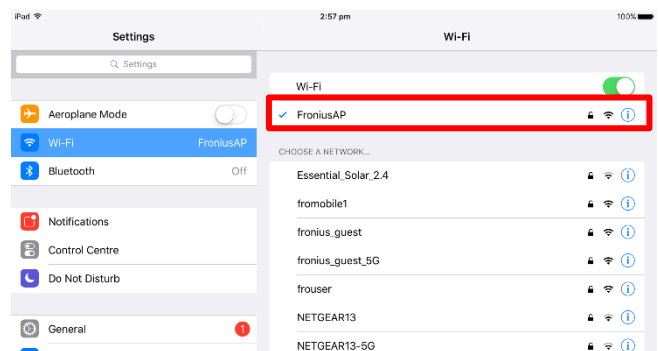 iPad 2:57 pm 100%
Settings Wi-Fi
Settings
Wi-Fi
Aeroplane Mode
FroniusAP
Wi-Fi FroniusAP
CHOOSE A NETWORK...
Bluetooth Off
Essential_Solar_2.4
fromobile1
Notifications
fronius_guest
Control Centre
fronius_guest_5G
Do Not Disturb
frouser
NETGEAR13
General 1
NETGEAR13-5G